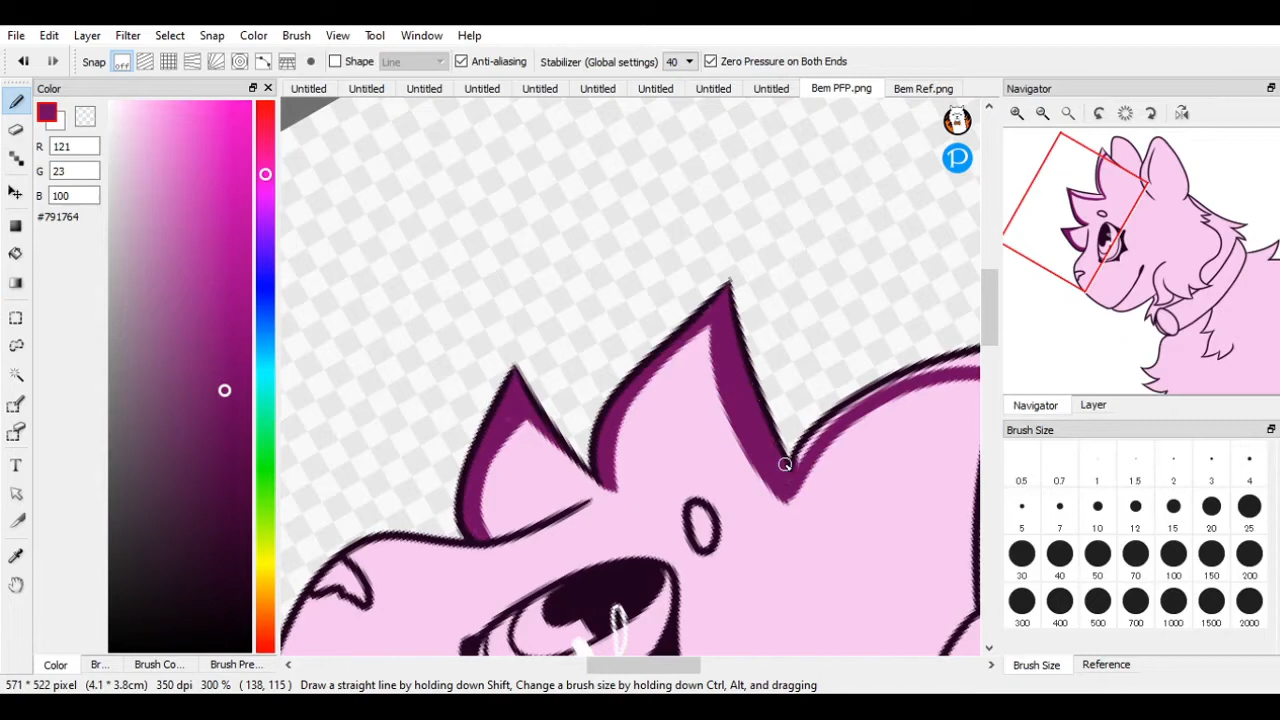 File Edit Layer Filter Select Snap Color Brush View Tool Window Help
Snap off Shape Line Anti-aliasing Stabilizer (Global settings) 40 Zero Pressure on Both Ends
Color
Untitled Untitled Untitled Untitled Untitled Untitled Untitled Untitled Untitled Bem PFP.png Bem Ref.png
Navigator
R 121
G 23
B 100
#791764
Navigator Layer
Brush Size
0.5 0.7 1 1.5 2 3 4
5 7 10 12 15 20 25
30 40 50 70 100 150 200
300 400 500 700 1000 1500 2000
Color Br... Brush Co... Brush Pre...
Brush Size Reference
571 * 522 pixel (4.1 * 3.8cm) 350 dpi 300 % ( 138, 115 ) Draw a straight line by holding down Shift, Change a brush size by holding down Ctrl, Alt, and dragging